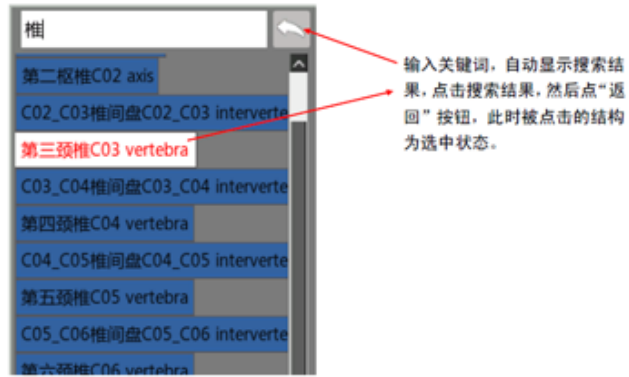 椎
第二枢椎C02 axis
C02_C03椎间盘C02_C03 interverte
第三颈椎C03 vertebra
C03_C04椎间盘C03_C04 interverte
第四颈椎C04 vertebra
C04_C05椎间盘C04_C05 interverte
第五颈椎C05 vertebra
C05_C06椎间盘C05_C06 interverte
第六颈椎C06 vertebra
输入关键词，自动显示搜索结
果，点击搜索结果，然后点“返
回”按钮，此时被点击的结构
为选中状态。